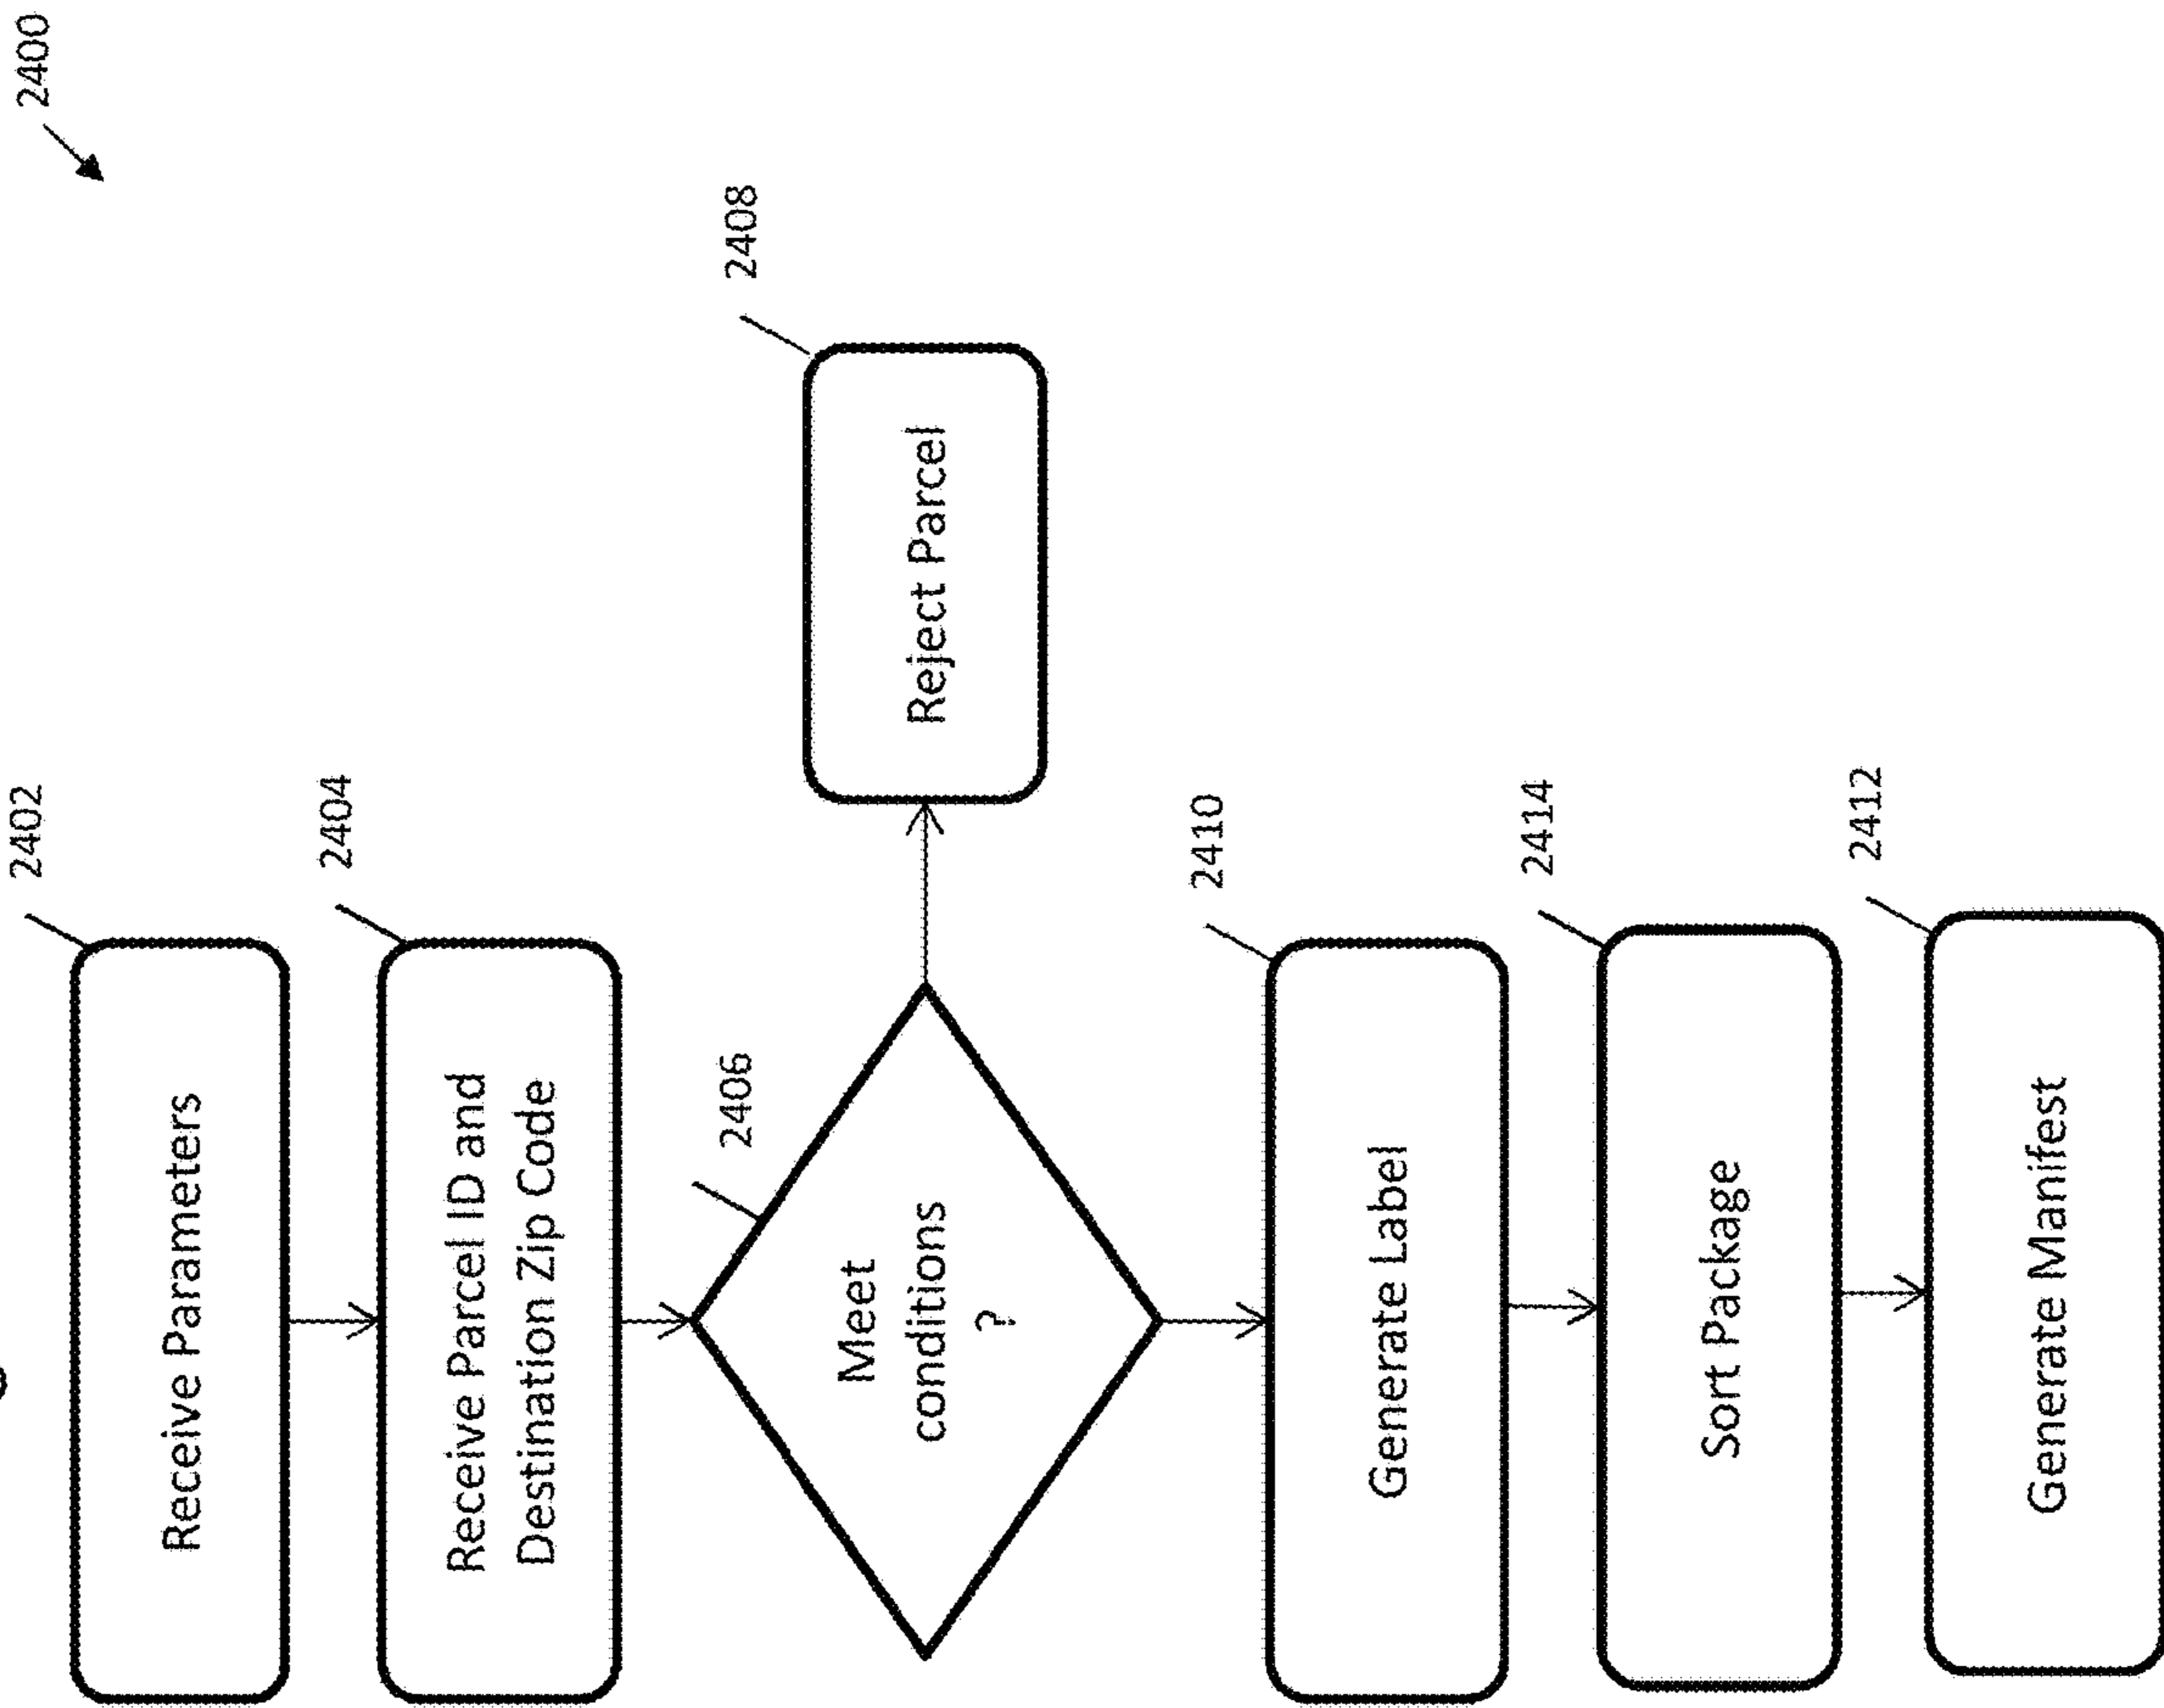 2400
2402
Receive Parameters
2404
Receive Parcel ID and
Destination Zip Code
2406
Meet
conditions
?
2408
Reject Parcel
2410
Generate Label
2414
Sort Package
2412
Generate Manifest